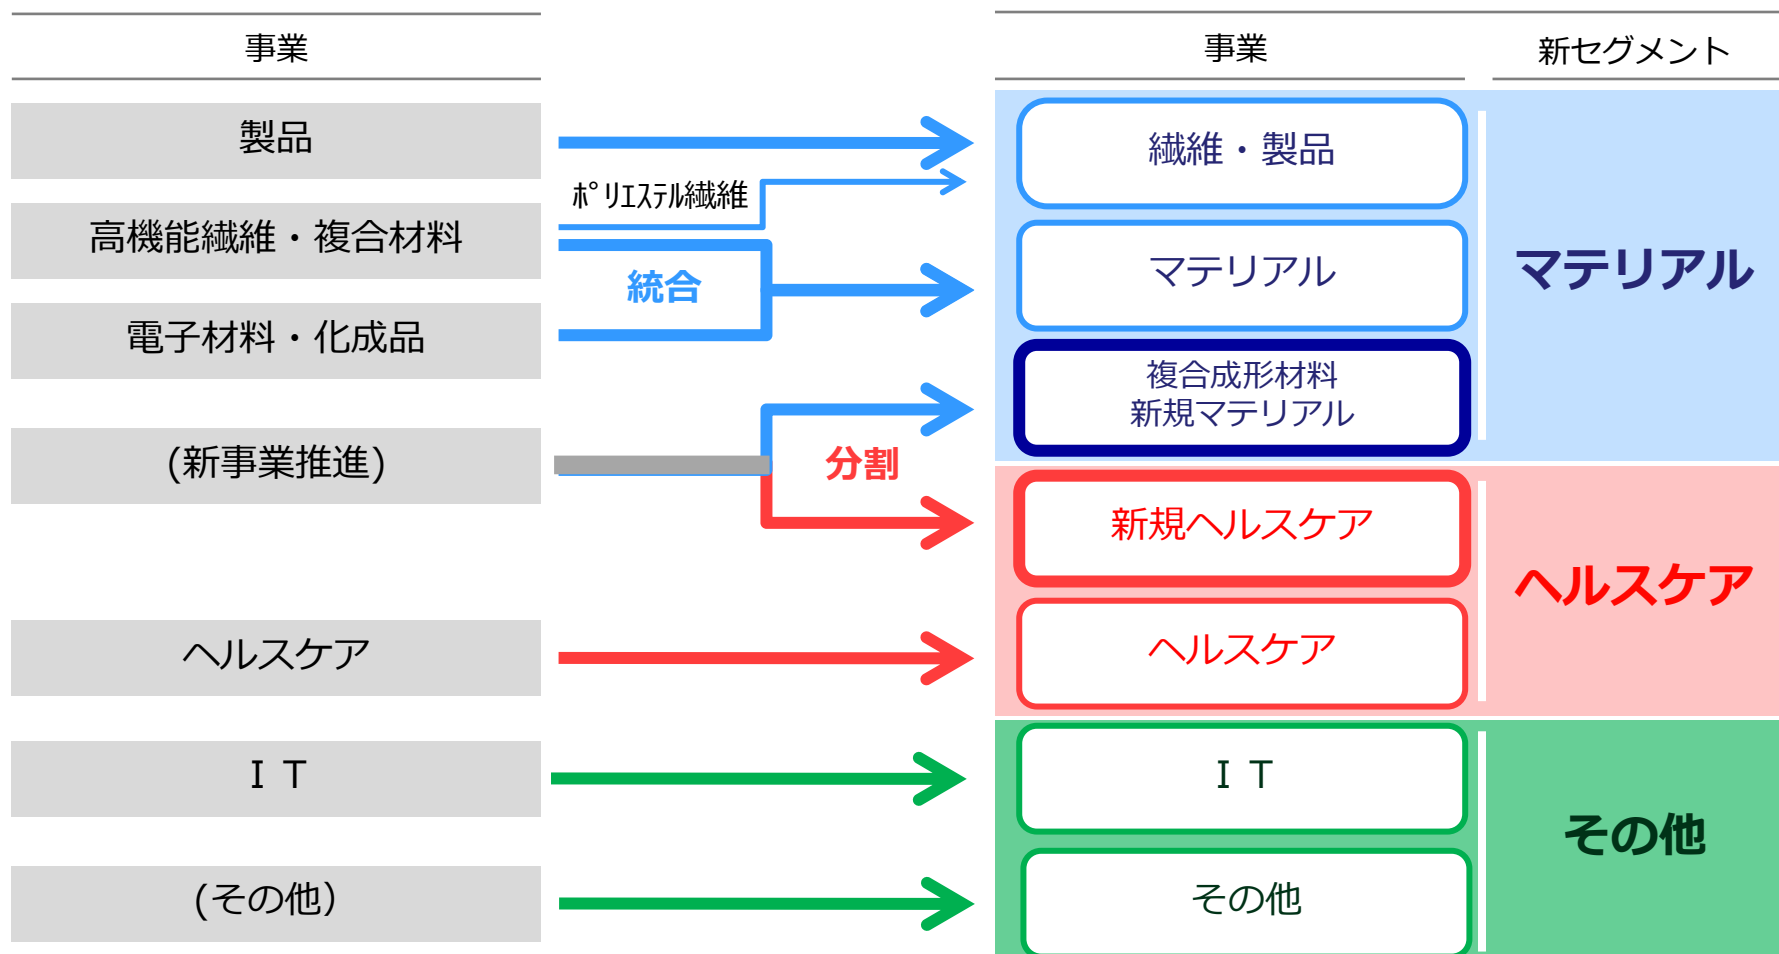 事業
事業
新セグメント
製品
繊維・製品
ﾎﾟﾘｴｽﾃﾙ繊維
高機能繊維・複合材料
統合
マテリアル
マテリアル
電子材料・化成品
複合成形材料
新規マテリアル
(新事業推進)
分割
新規ヘルスケア
ヘルスケア
ヘルスケア
ヘルスケア
ＩＴ
ＩＴ
その他
(その他）
その他